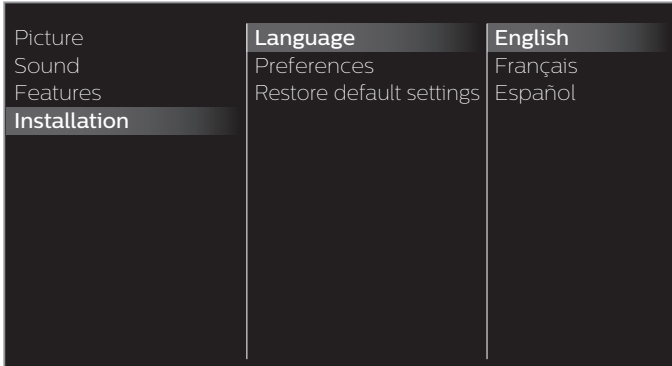 Picture
Sound
Features
Installation
Language
Preferences
Restore default settings
English
Français
Español